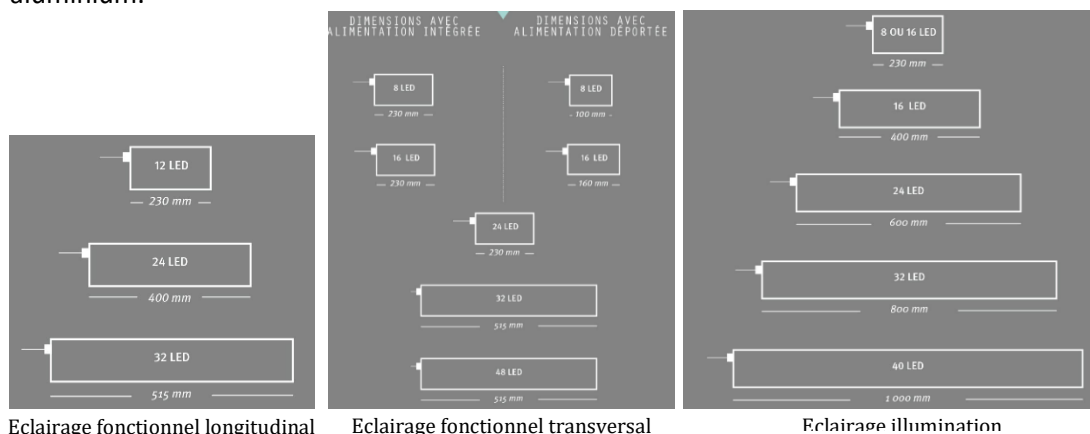 aluminium.
12 LED
230 mm
24 LED
400 mm
32 LED
515 mm
Eclairage fonctionnel longitudinal
DIMENSIONS AVEC
ALIMENTATION INTÉGRÉE
DIMENSIONS AVEC
ALIMENTATION DÉPORTÉE
8 LED
230 mm
8 LED
100 mm
16 LED
230 mm
16 LED
160 mm
24 LED
230 mm
32 LED
515 mm
48 LED
515 mm
Eclairage fonctionnel transversal
8 OU 16 LED
230 mm
16 LED
400 mm
24 LED
600 mm
32 LED
800 mm
40 LED
1 000 mm
Eclairage illumination